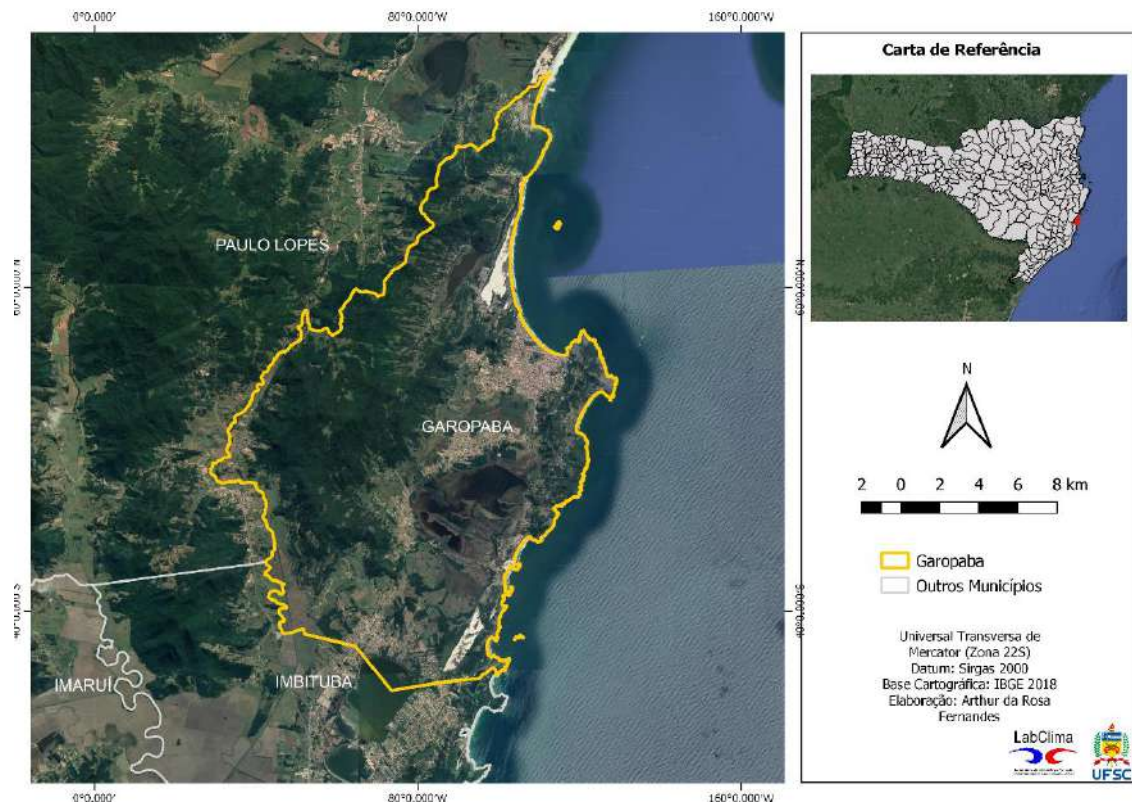 0°0.000'
80°0.000'W
160°0.000'W
Carta de Referência
PAULO LOPES
GAROPABA
N
2 0 2 4 6 8 km
Garopaba
Outros Municípios
IMARUÍ
IMBITUBA
Universal Transversa de
Mercator (Zona 22S)
Datum: Sirgas 2000
Base Cartográfica: IBGE 2018
Elaboração: Arthur da Rosa
Fernandes
LabClima
UFSC
0°0.000'
80°0.000'W
160°0.000'W